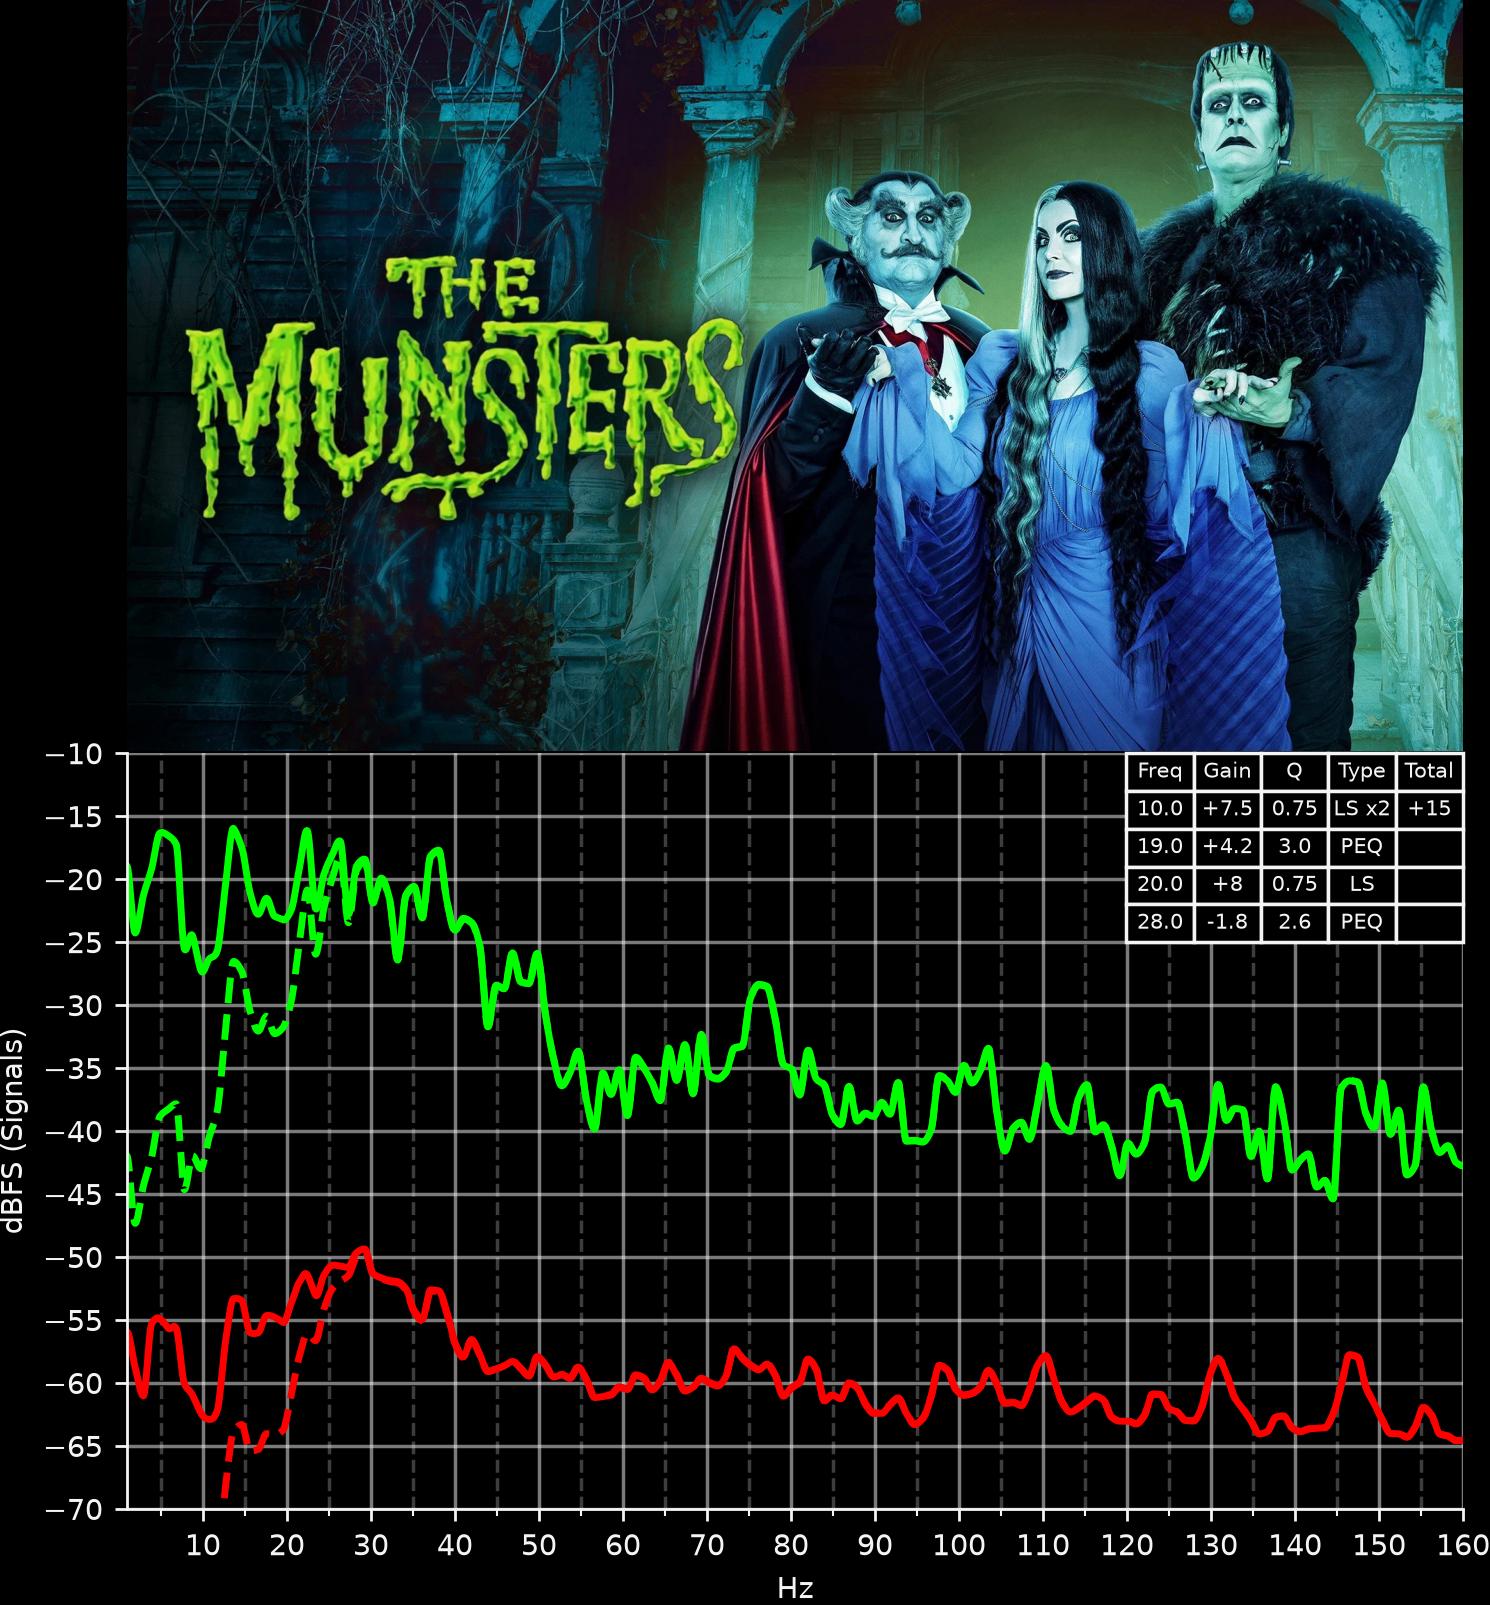 THE
MUNSTERS
Freq Gain Q Type Total
10.0 +7.5 0.75 LS x2 +15
19.0 +4.2 3.0 PEQ
20.0 +8 0.75 LS
28.0 -1.8 2.6 PEQ
−10
−15
−20
−25
−30
−35
−40
−45
−50
−55
−60
−65
−70
dBFS (Signals)
10 20 30 40 50 60 70 80 90 100 110 120 130 140 150 160
Hz